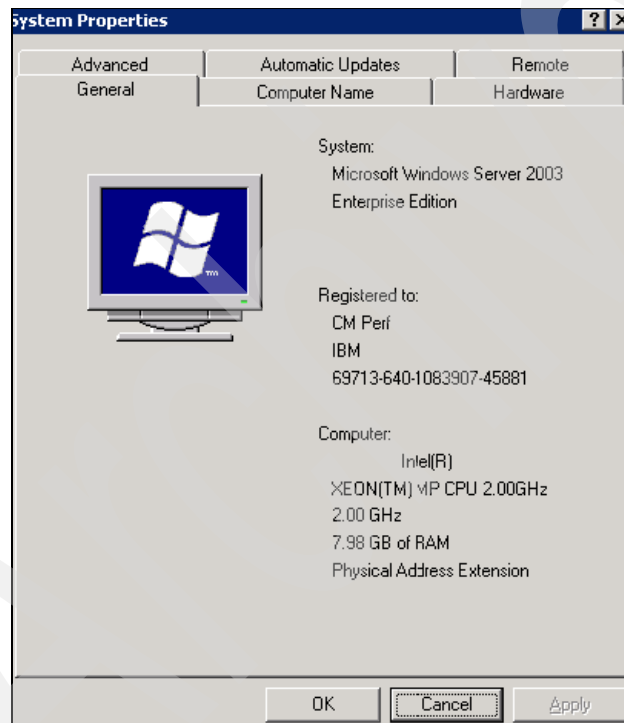 System Properties
Advanced Automatic Updates Remote
General Computer Name Hardware
System:
Microsoft Windows Server 2003
Enterprise Edition
TM
Registered to:
CM Perf
IBM
69713-640-1083907-45881
Computer:
Intel(R)
XEON(TM) MP CPU 2.00GHz
2.00 GHz
7.98 GB of RAM
Physical Address Extension
OK Cancel Apply